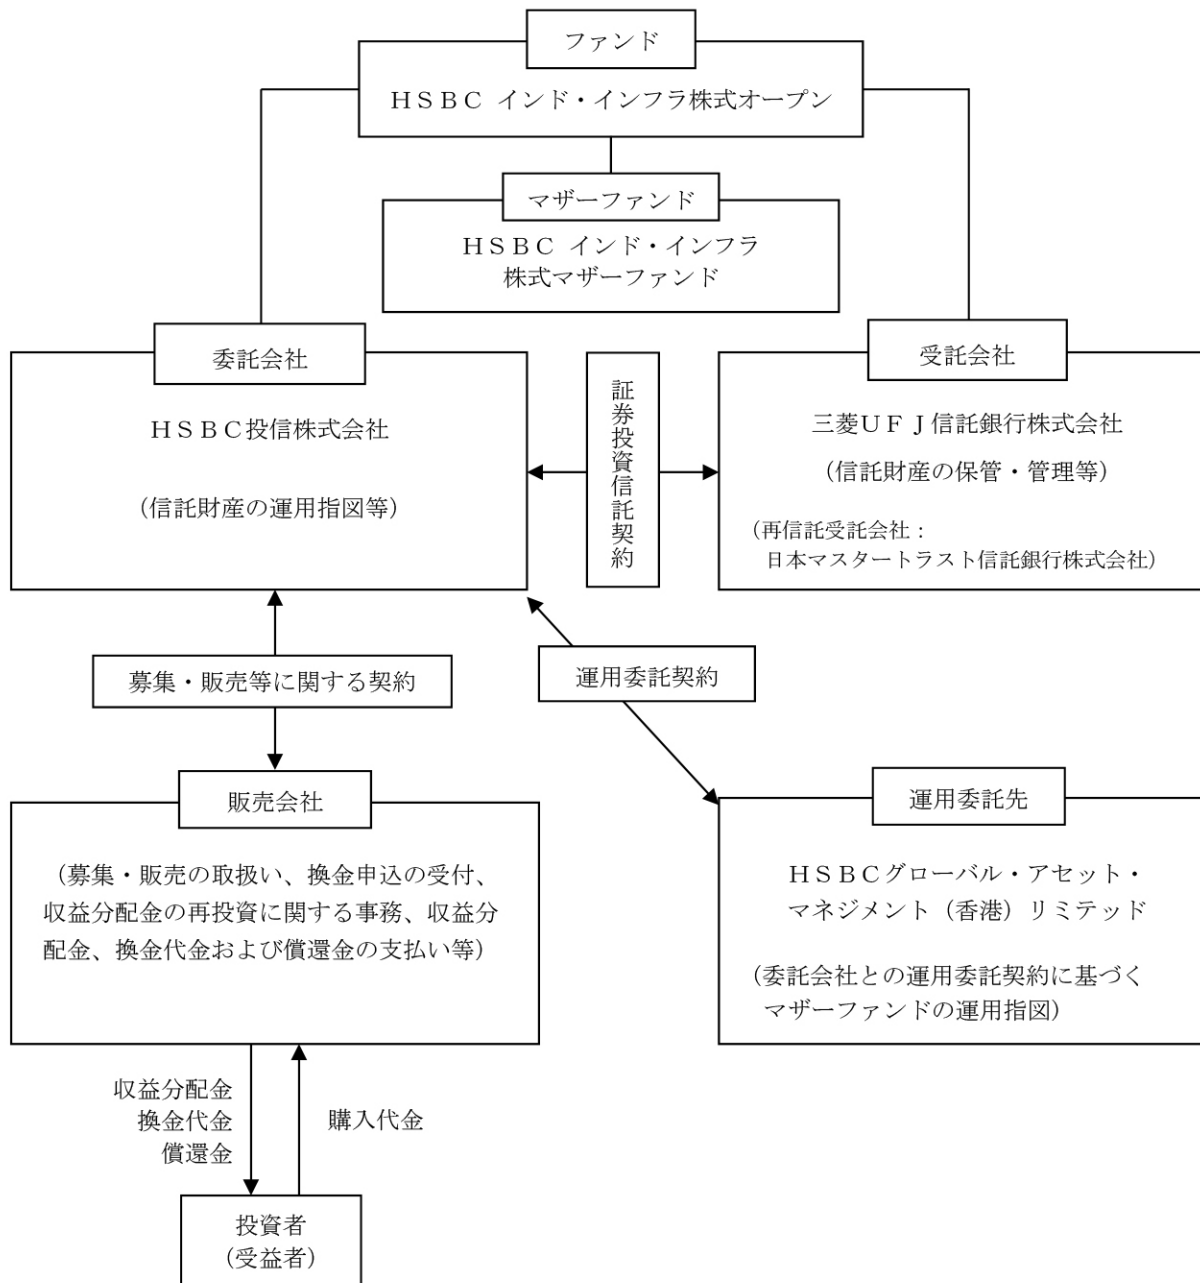 ファンド
ＨＳＢＣ インド・インフラ株式オープン
マザーファンド
ＨＳＢＣ インド・インフラ
株式マザーファンド
委託会社
ＨＳＢＣ投信株式会社
（信託財産の運用指図等）
証券投資信託契約
受託会社
三菱ＵＦＪ信託銀行株式会社
（信託財産の保管・管理等）
（再信託受託会社：
日本マスタートラスト信託銀行株式会社）
募集・販売等に関する契約
運用委託契約
販売会社
（募集・販売の取扱い、換金申込の受付、
収益分配金の再投資に関する事務、収益分
配金、換金代金および償還金の支払い等）
運用委託先
ＨＳＢＣグローバル・アセット・
マネジメント（香港）リミテッド
（委託会社との運用委託契約に基づく
マザーファンドの運用指図）
収益分配金
換金代金
償還金
購入代金
投資者
（受益者）